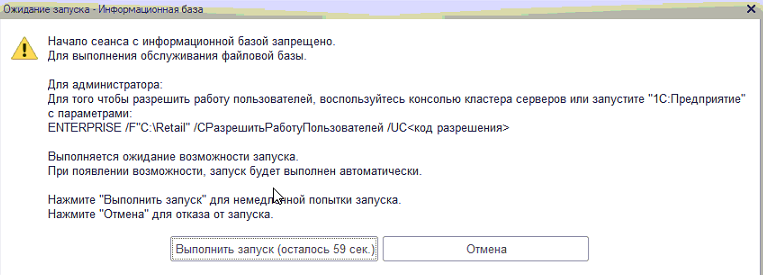 Ожидание запуска - Информационная база
Начало сеанса с информационной базой запрещено.
Для выполнения обслуживания файловой базы.
Для администратора:
Для того чтобы разрешить работу пользователей, воспользуйтесь консолью кластера серверов или запустите "1С:Предприятие"
с параметрами:
ENTERPRISE /F"C:\Retail" /CРазрешитьРаботуПользователей /UC<код разрешения>
Выполняется ожидание возможности запуска.
При появлении возможности, запуск будет выполнен автоматически.
Нажмите "Выполнить запуск" для немедленной попытки запуска.
Нажмите "Отмена" для отказа от запуска.
Выполнить запуск (осталось 59 сек.)
Отмена